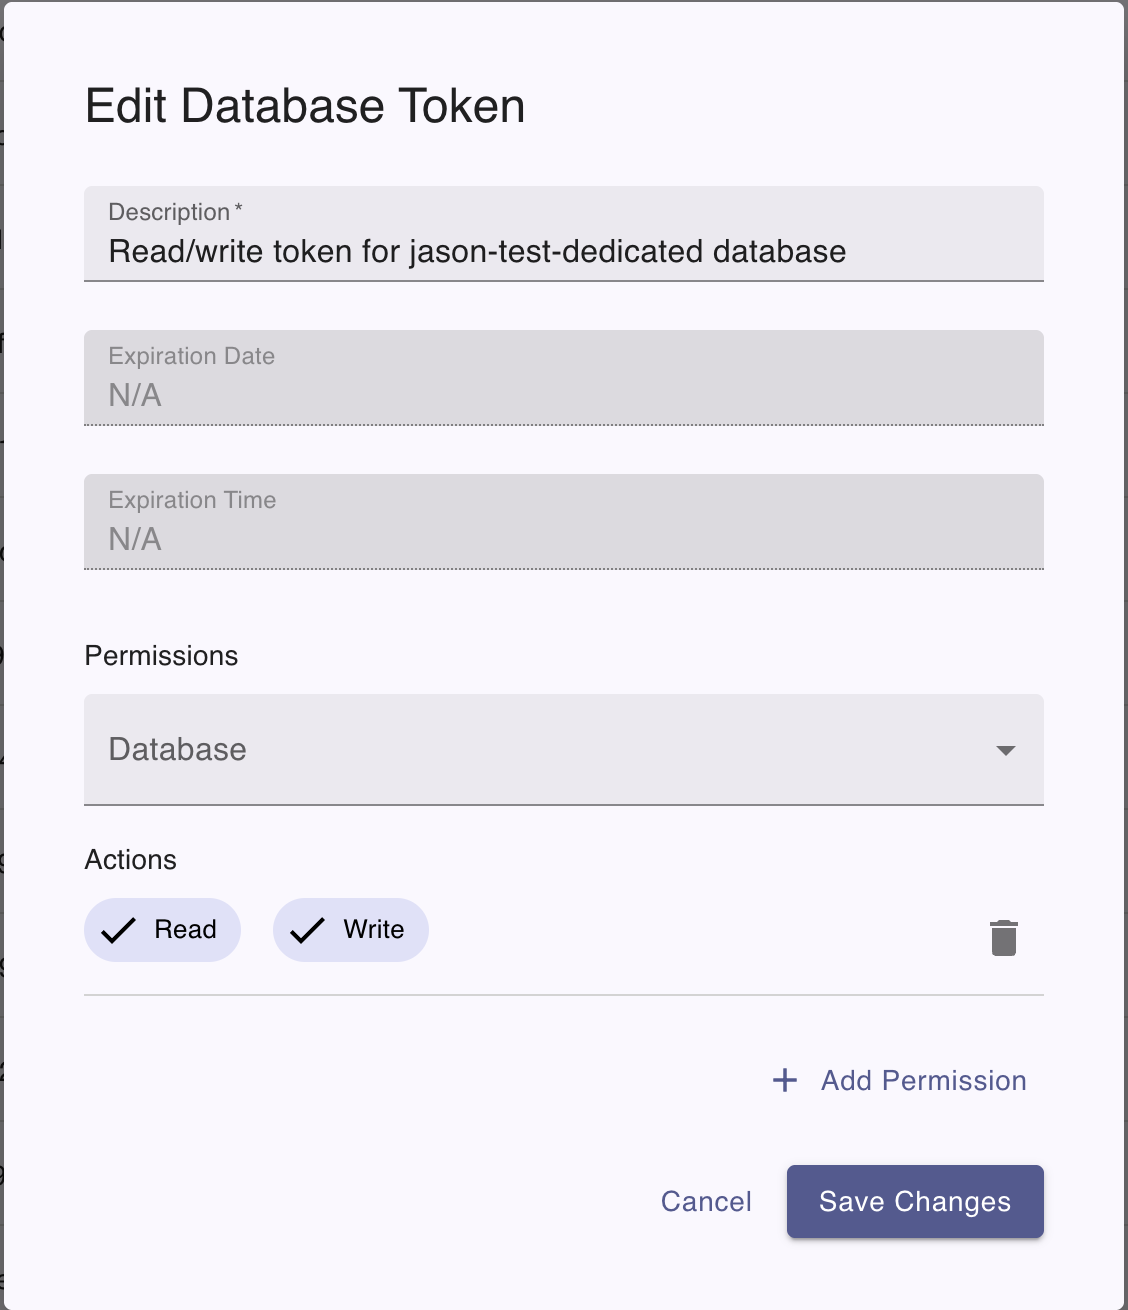 Edit Database Token
Description *
Read/write token for jason-test-dedicated database
Expiration Date
N/A
Expiration Time
N/A
Permissions
Database
Actions
Read Write
Add Permission
Cancel Save Changes